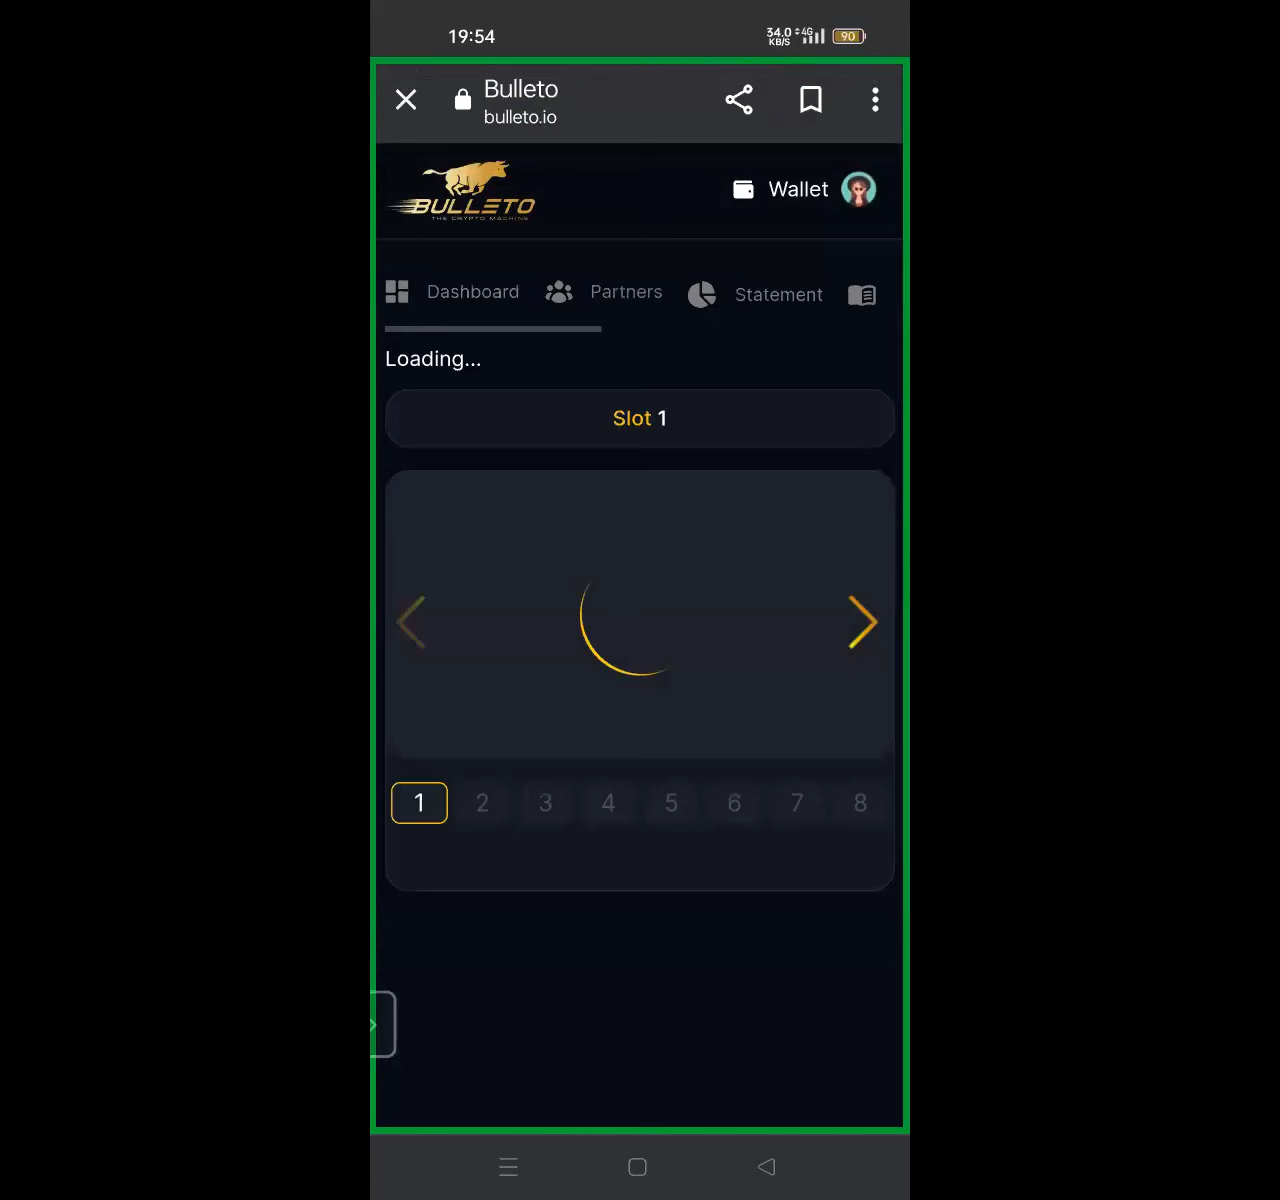 19:54
34.0 KB/S 4G 90
Bulleto
bulleto.io
BULLETO
THE CRYPTO MACHINE
Wallet
Dashboard Partners Statement
Loading...
Slot 1
1 2 3 4 5 6 7 8